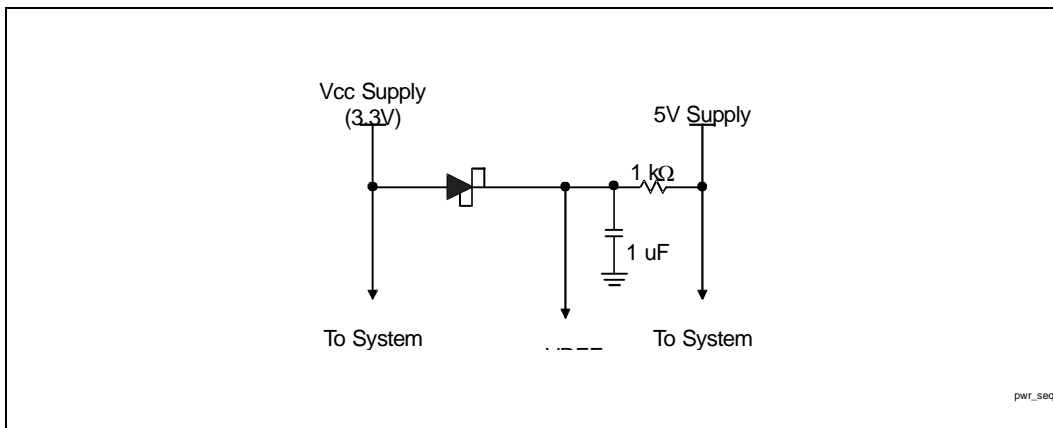 Vcc Supply
(3.3V)
5V Supply
1 kΩ
1 uF
To System
To System
pwr_seq